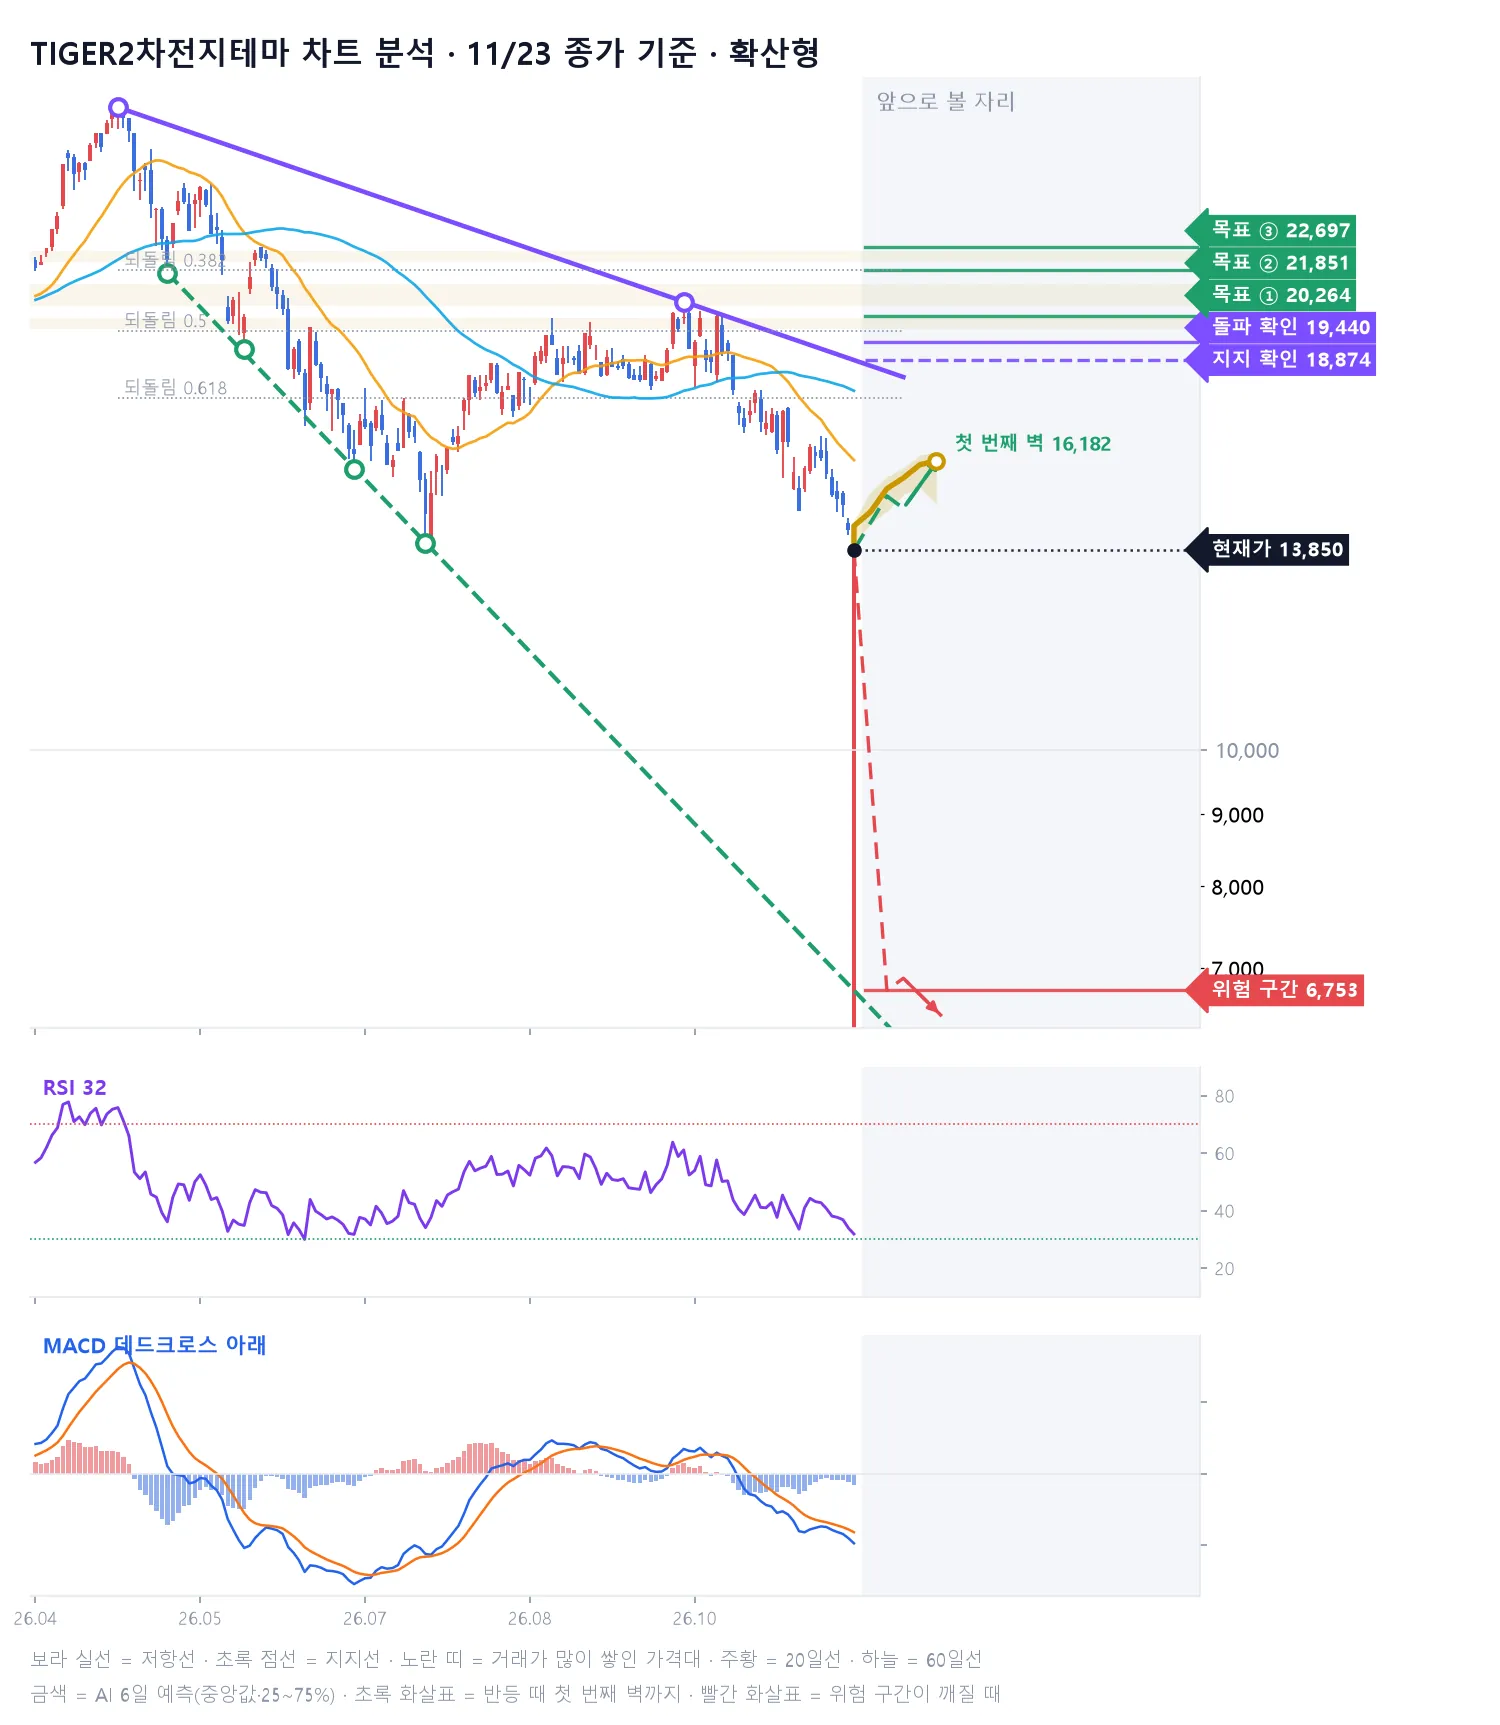 TIGER2차전지테마 차트 분석 · 11/23 종가 기준 · 확산형
앞으로 볼 자리
목표 ③ 22,697
되돌림 0.382
목표 ② 21,851
목표 ① 20,264
되돌림 0.5
돌파 확인 19,440
지지 확인 18,874
되돌림 0.618
첫 번째 벽 16,182
현재가 13,850
10,000
9,000
8,000
7,000
위험 구간 6,753
RSI 32
80
60
40
20
MACD 데드크로스 아래
26.04 26.05 26.07 26.08 26.10
보라 실선 = 저항선 · 초록 점선 = 지지선 · 노란 띠 = 거래가 많이 쌓인 가격대 · 주황 = 20일선 · 하늘 = 60일선
금색 = AI 6일 예측(중앙값·25~75%) · 초록 화살표 = 반등 때 첫 번째 벽까지 · 빨간 화살표 = 위험 구간이 깨질 때